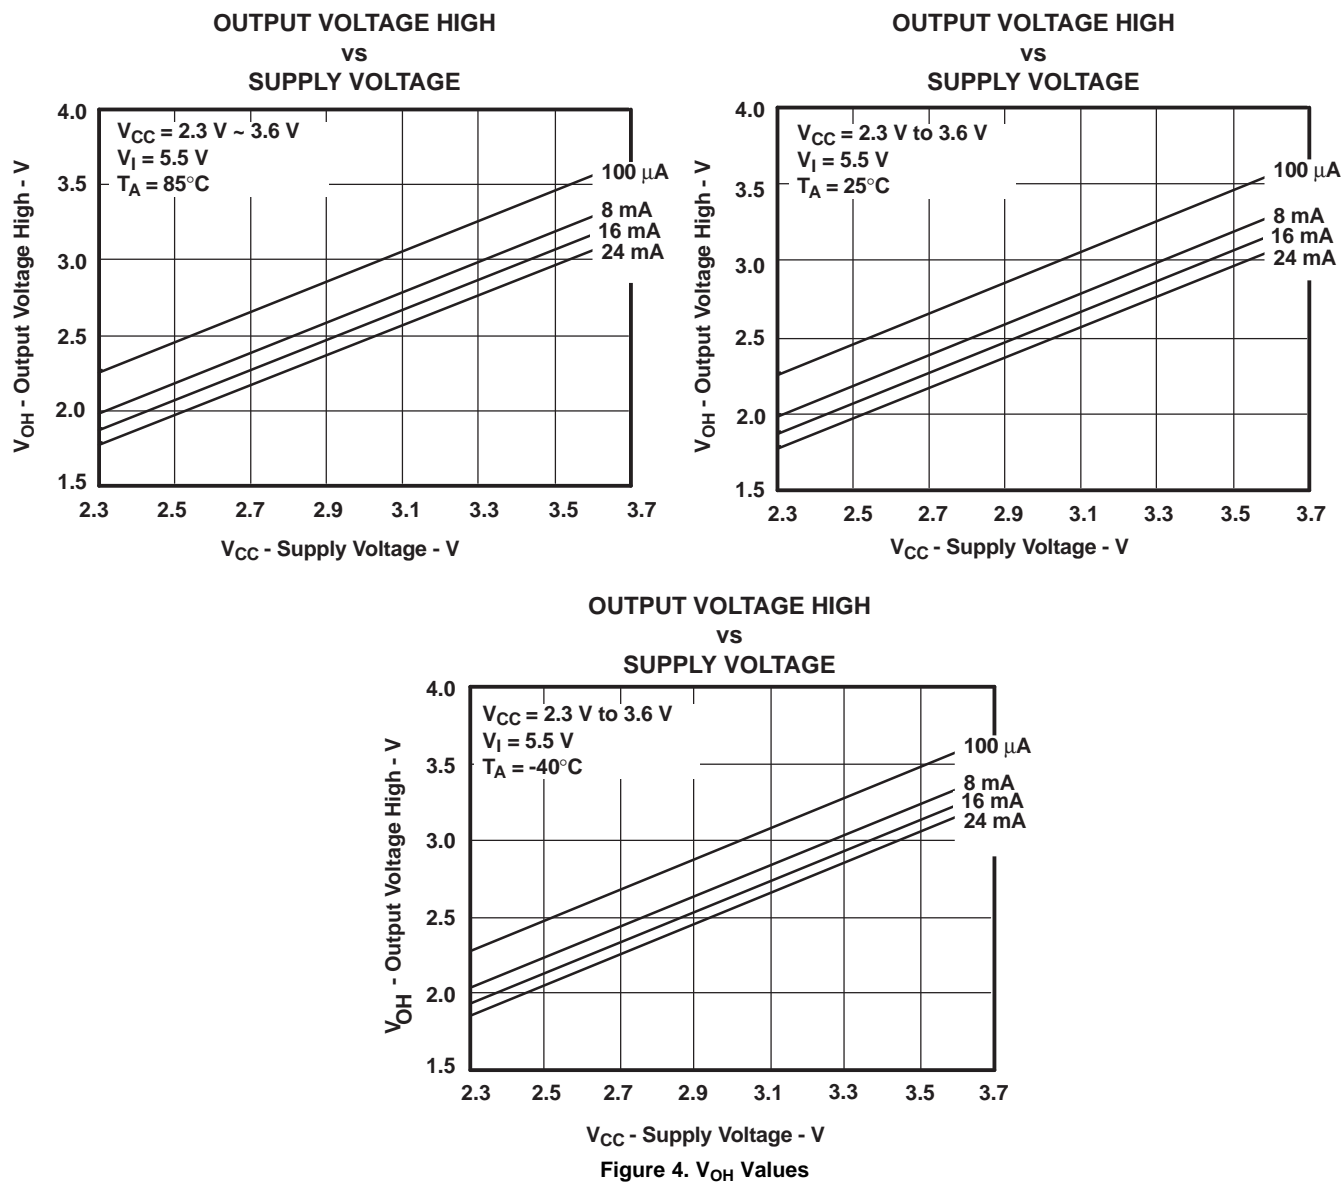 OUTPUT VOLTAGE HIGH
vs
SUPPLY VOLTAGE
4.0
3.5
3.0
2.5
2.0
1.5
VOH - Output Voltage High - V
VCC = 2.3 V ~ 3.6 V
VI = 5.5 V
TA = 85°C
100 μA
8 mA
16 mA
24 mA
2.3 2.5 2.7 2.9 3.1 3.3 3.5 3.7
VCC - Supply Voltage - V
OUTPUT VOLTAGE HIGH
vs
SUPPLY VOLTAGE
4.0
3.5
3.0
2.5
2.0
1.5
VOH - Output Voltage High - V
VCC = 2.3 V to 3.6 V
VI = 5.5 V
TA = 25°C
100 μA
8 mA
16 mA
24 mA
2.3 2.5 2.7 2.9 3.1 3.3 3.5 3.7
VCC - Supply Voltage - V
OUTPUT VOLTAGE HIGH
vs
SUPPLY VOLTAGE
4.0
3.5
3.0
2.5
2.0
1.5
VOH - Output Voltage High - V
VCC = 2.3 V to 3.6 V
VI = 5.5 V
TA = -40°C
100 μA
8 mA
16 mA
24 mA
2.3 2.5 2.7 2.9 3.1 3.3 3.5 3.7
VCC - Supply Voltage - V
Figure 4. VOH Values